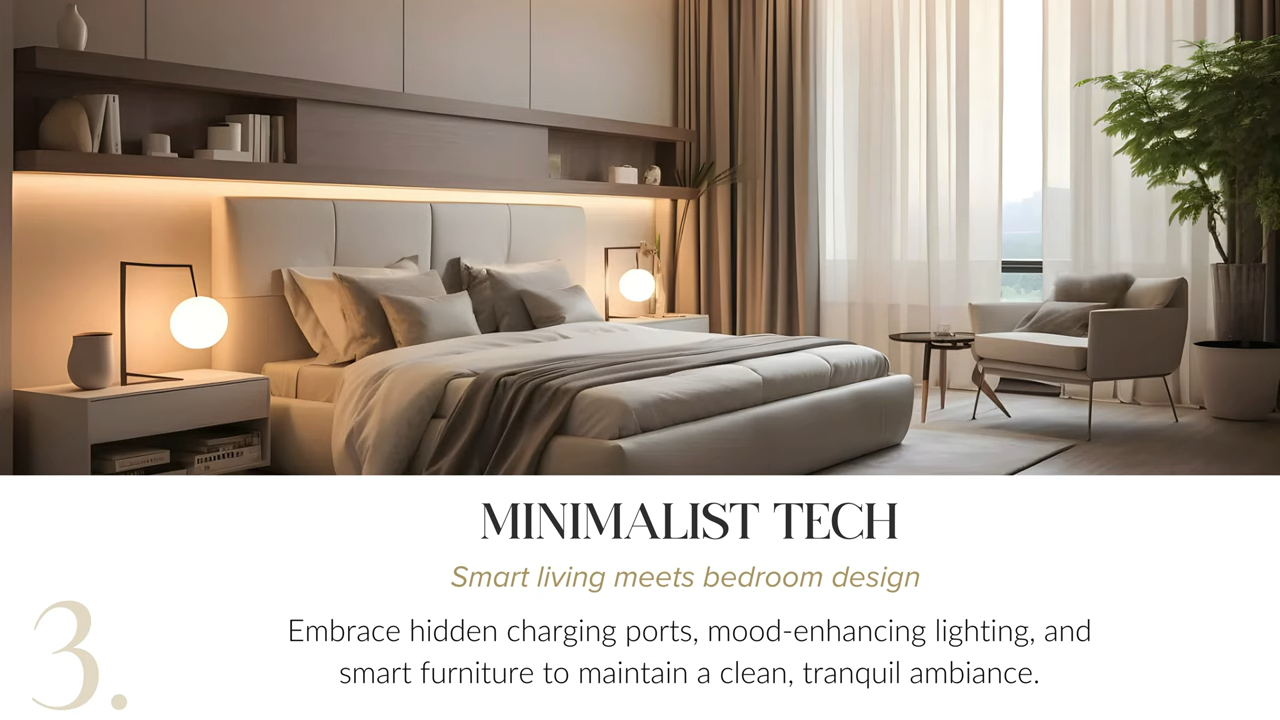 MINIMALIST TECH
Smart living meets bedroom design
Embrace hidden charging ports, mood-enhancing lighting, and
smart furniture to maintain a clean, tranquil ambiance.
3.